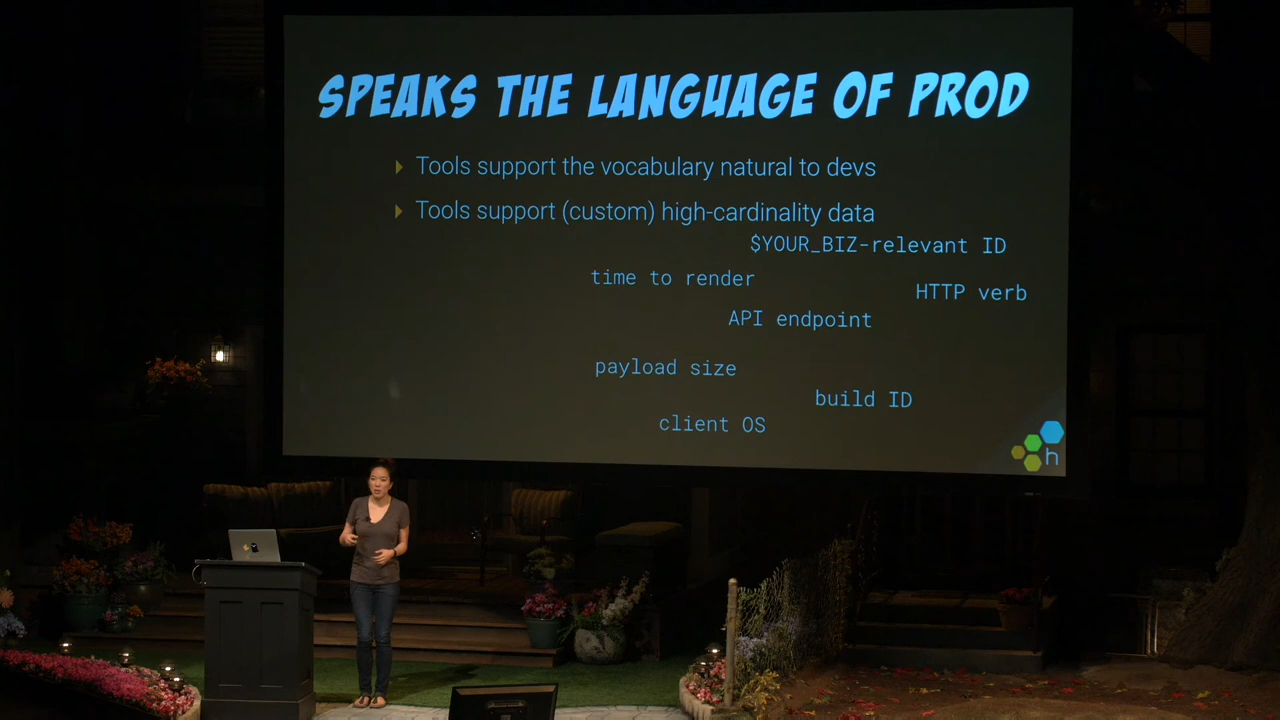 SPEAKS THE LANGUAGE OF PROD
Tools support the vocabulary natural to devs
Tools support (custom) high-cardinality data
$YOUR_BIZ-relevant ID
time to render
HTTP verb
API endpoint
payload size
build ID
client OS
h